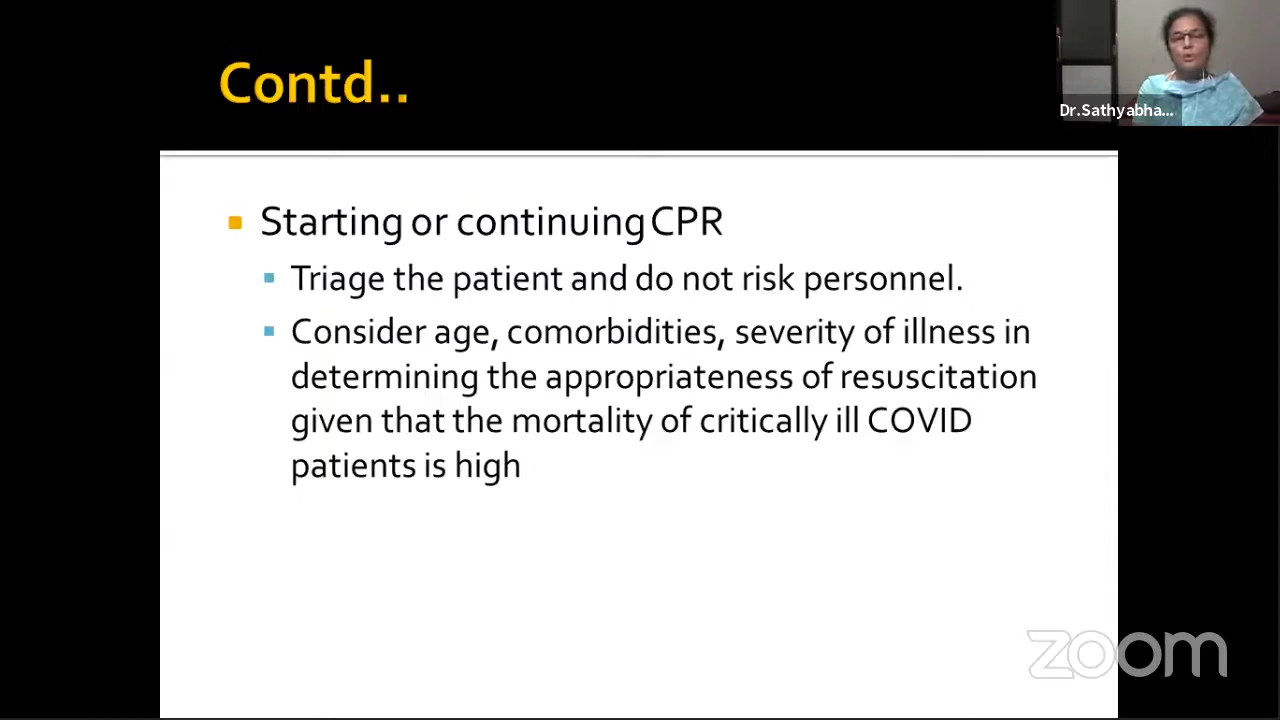 Contd..
Dr.Sathyabha...
Starting or continuing CPR
Triage the patient and do not risk personnel.
Consider age, comorbidities, severity of illness in
determining the appropriateness of resuscitation
given that the mortality of critically ill COVID
patients is high
zoom